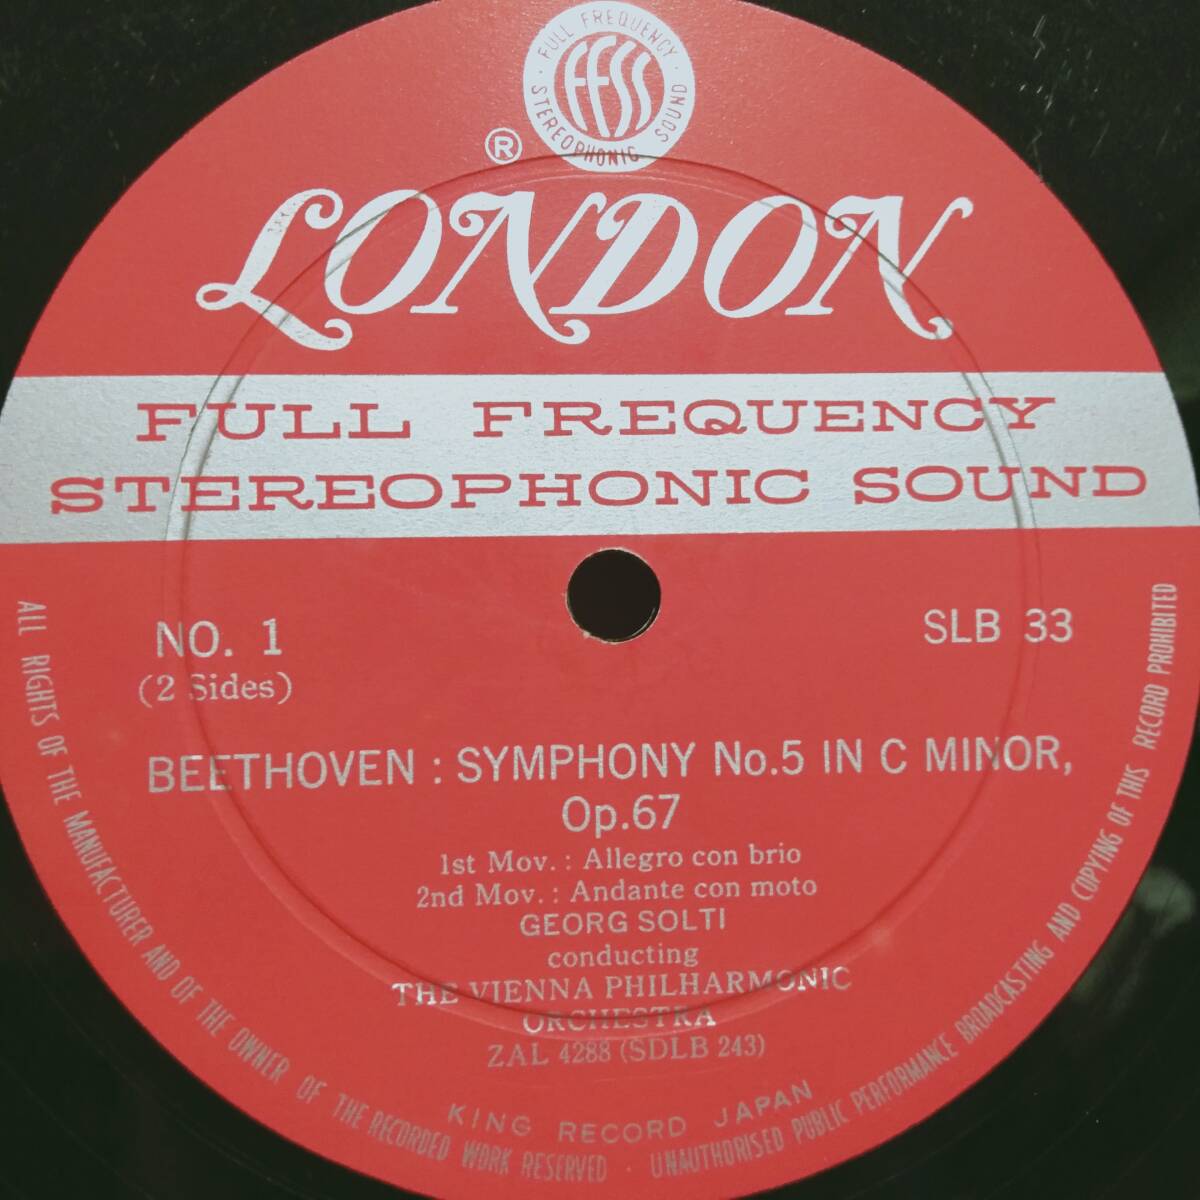 FULL FREQUENCY
STEREOPHONIC SOUND
FFSS
®
LONDON
FULL FREQUENCY
STEREOPHONIC SOUND
NO. 1
(2 Sides)
SLB 33
BEETHOVEN : SYMPHONY No.5 IN C MINOR,
Op.67
1st Mov. : Allegro con brio
2nd Mov. : Andante con moto
GEORG SOLTI
conducting
THE VIENNA PHILHARMONIC
ORCHESTRA
ZAL 4288 (SDLB 243)
KING RECORD JAPAN
ALL RIGHTS OF THE MANUFACTURER AND OF THE OWNER OF THE RECORDED WORK RESERVED · UNAUTHORISED PUBLIC PERFORMANCE BROADCASTING AND COPYING OF THIS RECORD PROHIBITED